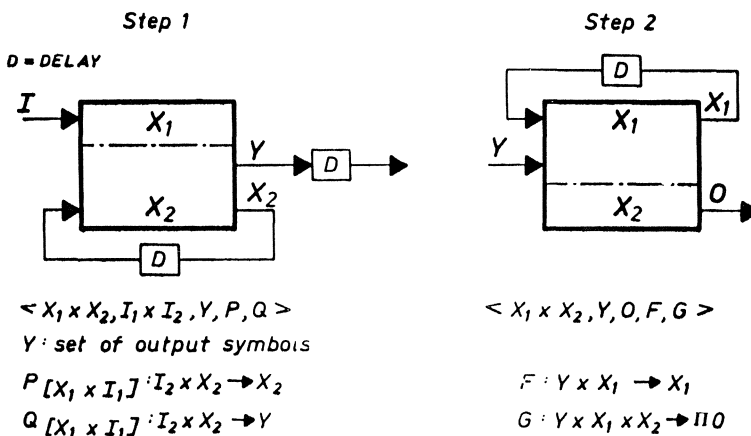 Step 1
D = DELAY
I
X₁
Y
D
X₂
X₂
D
< X₁ x X₂, I₁ x I₂, Y, P, Q >
Y : set of output symbols
P [X₁ x I₁] : I₂ x X₂ → X₂
Q [X₁ x I₁] : I₂ x X₂ → Y
Step 2
D
X₁
X₁
Y
O
X₂
< X₁ x X₂, Y, O, F, G >
F : Y x X₁ → X₁
G : Y x X₁ x X₂ → ΠO